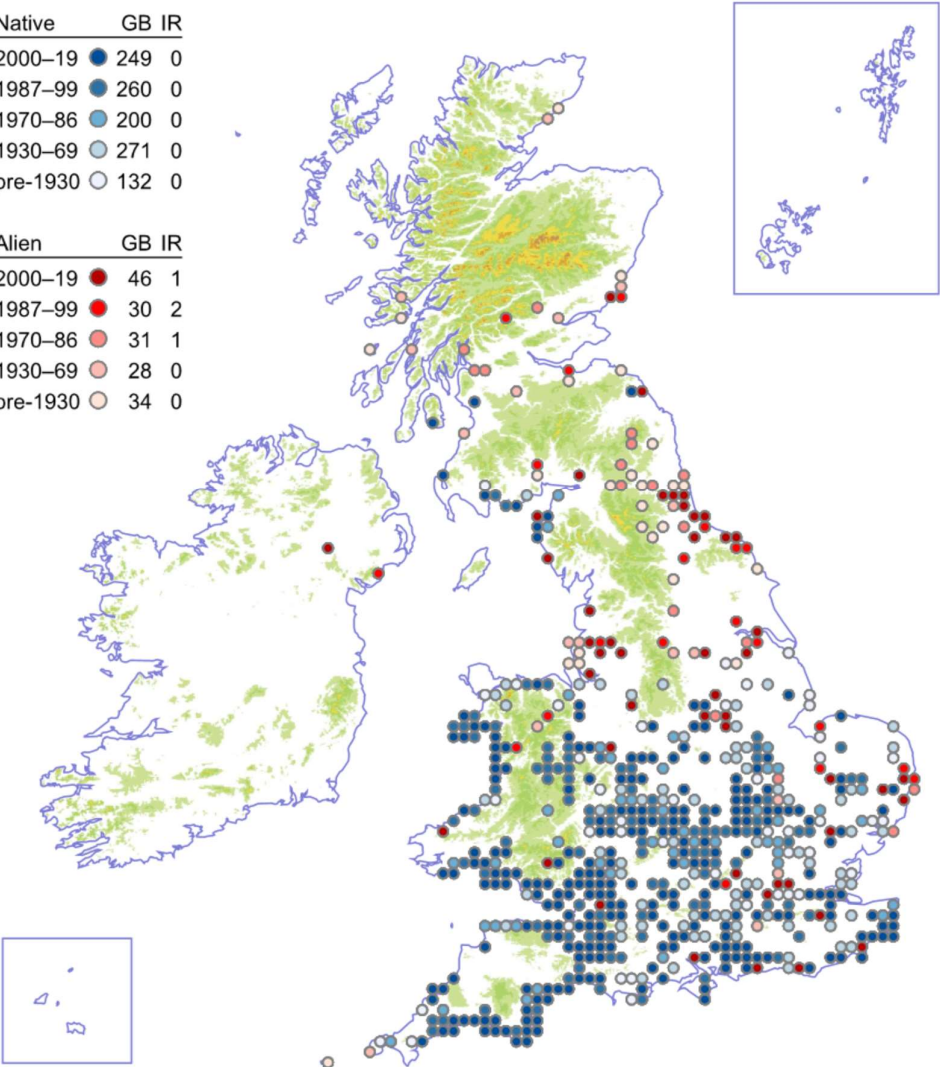 Native GB IR
2000–19 249 0
1987–99 260 0
1970–86 200 0
1930–69 271 0
pre-1930 132 0
Alien GB IR
2000–19 46 1
1987–99 30 2
1970–86 31 1
1930–69 28 0
pre-1930 34 0